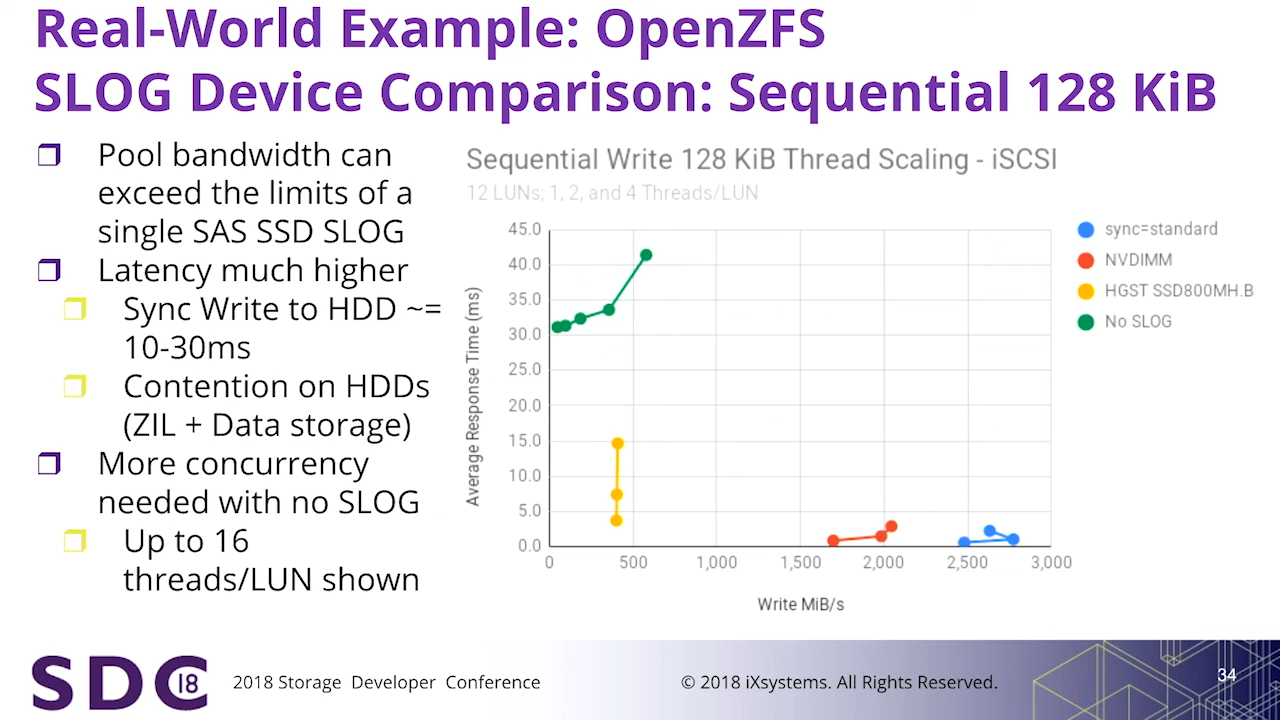 Real-World Example: OpenZFS
SLOG Device Comparison: Sequential 128 KiB
Pool bandwidth can
exceed the limits of a
single SAS SSD SLOG
Latency much higher
Sync Write to HDD ~=
10-30ms
Contention on HDDs
(ZIL + Data storage)
More concurrency
needed with no SLOG
Up to 16
threads/LUN shown
Sequential Write 128 KiB Thread Scaling - iSCSI
12 LUNs; 1, 2, and 4 Threads/LUN
Average Response Time (ms)
45.0
40.0
35.0
30.0
25.0
20.0
15.0
10.0
5.0
0.0
0 500 1,000 1,500 2,000 2,500 3,000
Write MiB/s
sync=standard
NVDIMM
HGST SSD800MH.B
No SLOG
SDC 18
2018 Storage Developer Conference
© 2018 iXsystems. All Rights Reserved.
34